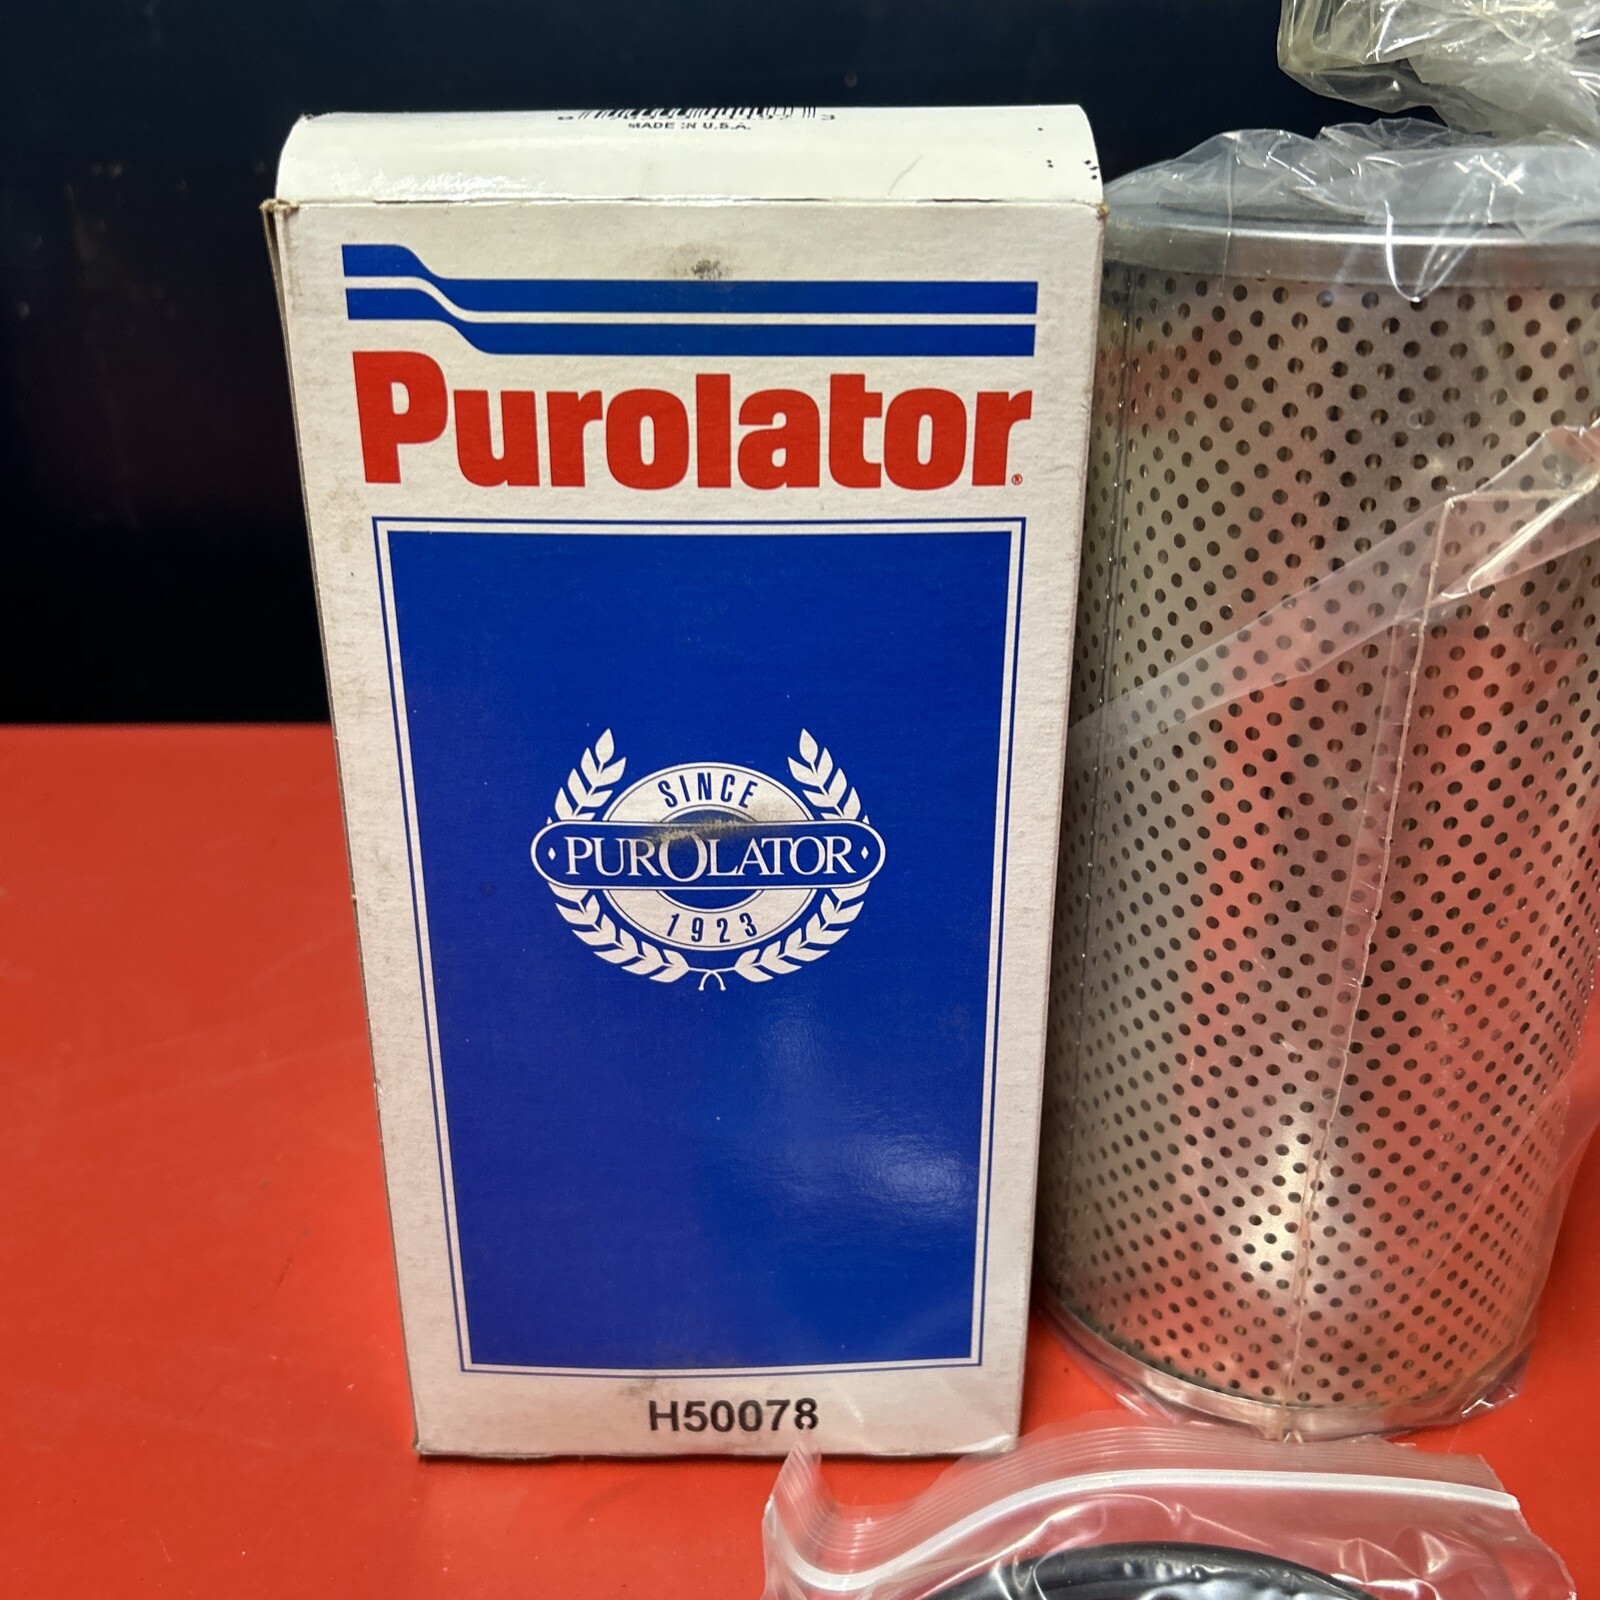 MADE IN U.S.A.
Purolator®
SINCE
PUROLATOR
1923
H50078